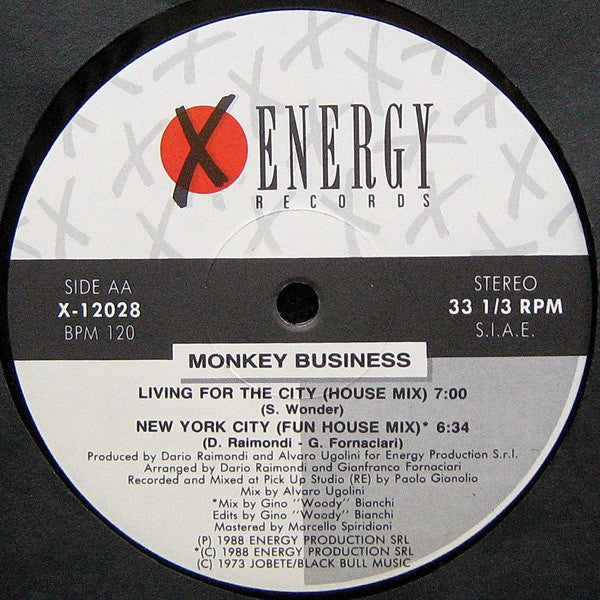 X ENERGY
RECORDS
SIDE AA
X-12028
BPM 120
STEREO
33 1/3 RPM
S.I.A.E.
MONKEY BUSINESS
LIVING FOR THE CITY (HOUSE MIX) 7:00
(S. Wonder)
NEW YORK CITY (FUN HOUSE MIX)* 6:34
(D. Raimondi - G. Fornaciari)
Produced by Dario Raimondi and Alvaro Ugolini for Energy Production S.r.l.
Arranged by Dario Raimondi and Gianfranco Fornaciari
Recorded and Mixed at Pick Up Studio (RE) by Paolo Gianolio
Mix by Alvaro Ugolini
*Mix by Gino "Woody" Bianchi
Edits by Gino "Woody" Bianchi
Mastered by Marcello Spiridioni
(P) 1988 ENERGY PRODUCTION SRL
*(C) 1988 ENERGY PRODUCTION SRL
(C) 1973 JOBETE/BLACK BULL MUSIC